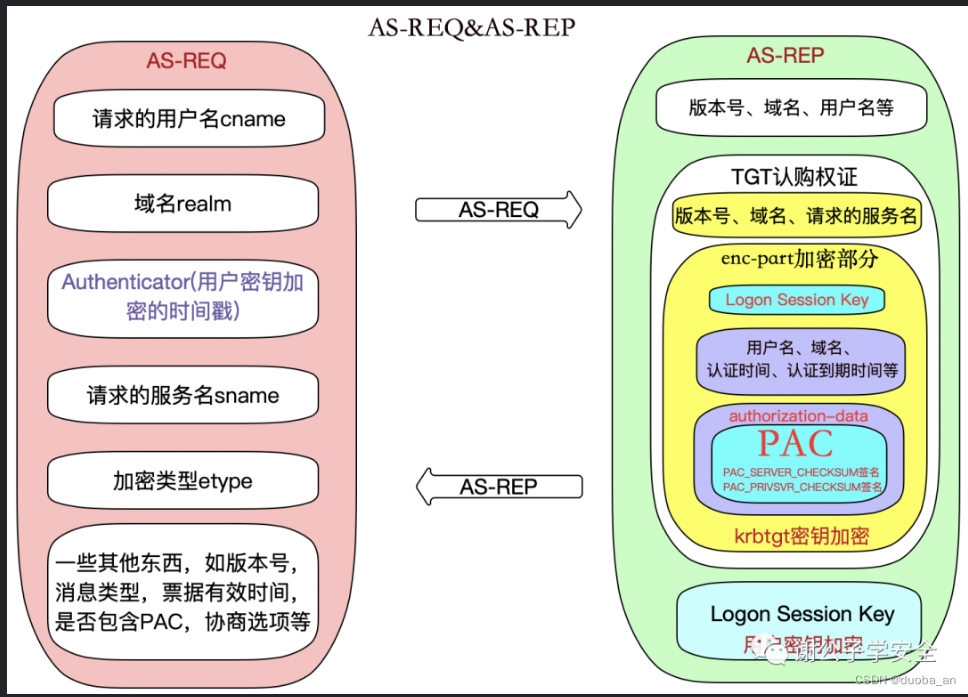 AS-REQ&AS-REP
AS-REQ
请求的用户名cname
域名realm
Authenticator(用户密钥加
密的时间戳)
请求的服务名sname
加密类型etype
一些其他东西，如版本号，
消息类型，票据有效时间，
是否包含PAC，协商选项等
AS-REQ
AS-REP
AS-REP
版本号、域名、用户名等
TGT认购权证
版本号、域名、请求的服务名
enc-part加密部分
Logon Session Key
用户名、域名、
认证时间、认证到期时间等
authorization-data
PAC
PAC_SERVER_CHECKSUM签名
PAC_PRIVSVR_CHECKSUM签名
krbtgt密钥加密
Logon Session Key
用户密钥加密
谢公子学安全
CSDN @duoba_an